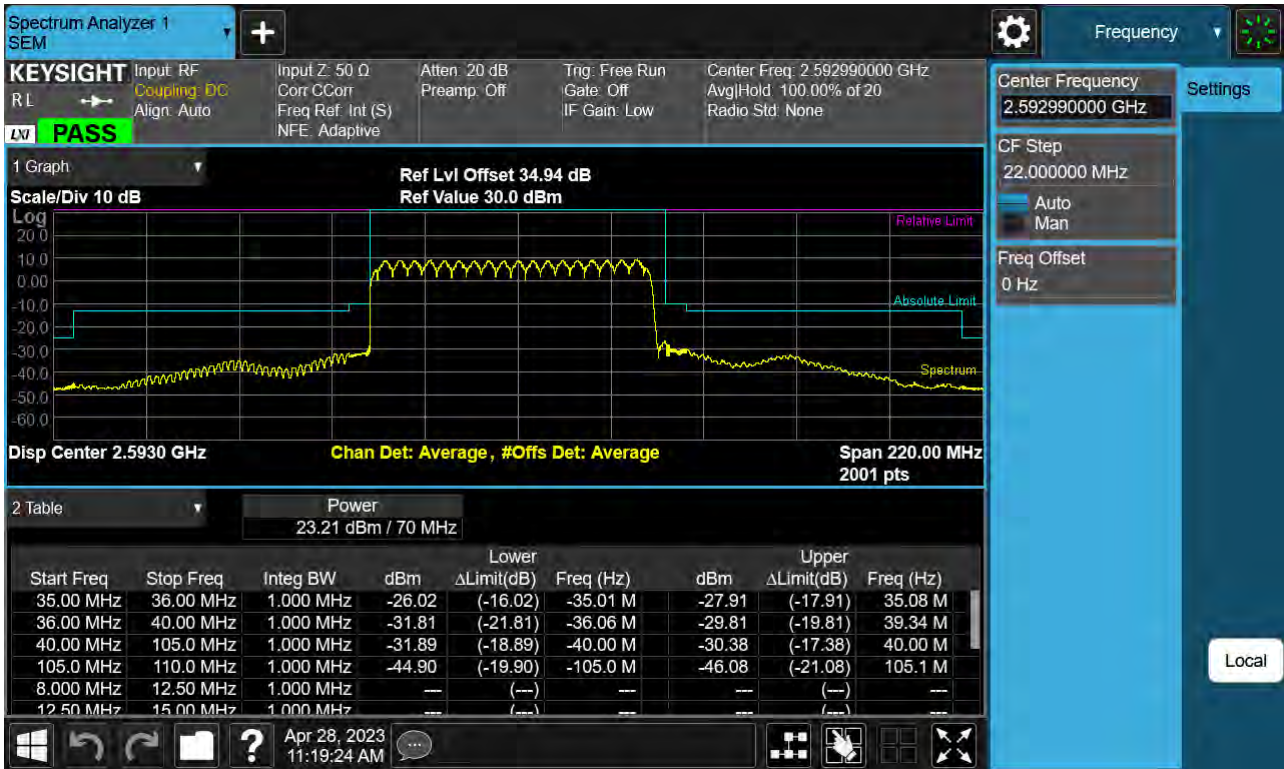 Spectrum Analyzer 1
SEM
+
Frequency
KEYSIGHT
RL
LXI
PASS
Input: RF
Coupling: DC
Align: Auto
Input Z: 50 Ω
Corr CCorr
Freq Ref: Int (S)
NFE: Adaptive
Atten: 20 dB
Preamp: Off
Trig: Free Run
Gate: Off
IF Gain: Low
Center Freq: 2.592990000 GHz
Avg|Hold: 100.00% of 20
Radio Std: None
Center Frequency
2.592990000 GHz
Settings
CF Step
22.000000 MHz
Auto
Man
Freq Offset
0 Hz
Local
1 Graph
Scale/Div 10 dB
Ref Lvl Offset 34.94 dB
Ref Value 30.0 dBm
Log
20.0
10.0
0.00
-10.0
-20.0
-30.0
-40.0
-50.0
-60.0
Relative Limit
Absolute Limit
Spectrum
Disp Center 2.5930 GHz
Chan Det: Average, #Offs Det: Average
Span 220.00 MHz
2001 pts
2 Table
Power
23.21 dBm / 70 MHz
Lower Upper
Start Freq Stop Freq Integ BW dBm ΔLimit(dB) Freq (Hz) dBm ΔLimit(dB) Freq (Hz)
35.00 MHz 36.00 MHz 1.000 MHz -26.02 (-16.02) -35.01 M -27.91 (-17.91) 35.08 M
36.00 MHz 40.00 MHz 1.000 MHz -31.81 (-21.81) -36.06 M -29.81 (-19.81) 39.34 M
40.00 MHz 105.0 MHz 1.000 MHz -31.89 (-18.89) -40.00 M -30.38 (-17.38) 40.00 M
105.0 MHz 110.0 MHz 1.000 MHz -44.90 (-19.90) -105.0 M -46.08 (-21.08) 105.1 M
8.000 MHz 12.50 MHz 1.000 MHz --- (---) --- --- (---) ---
12.50 MHz 15.00 MHz 1.000 MHz --- (---) --- --- (---) ---
?
Apr 28, 2023
11:19:24 AM